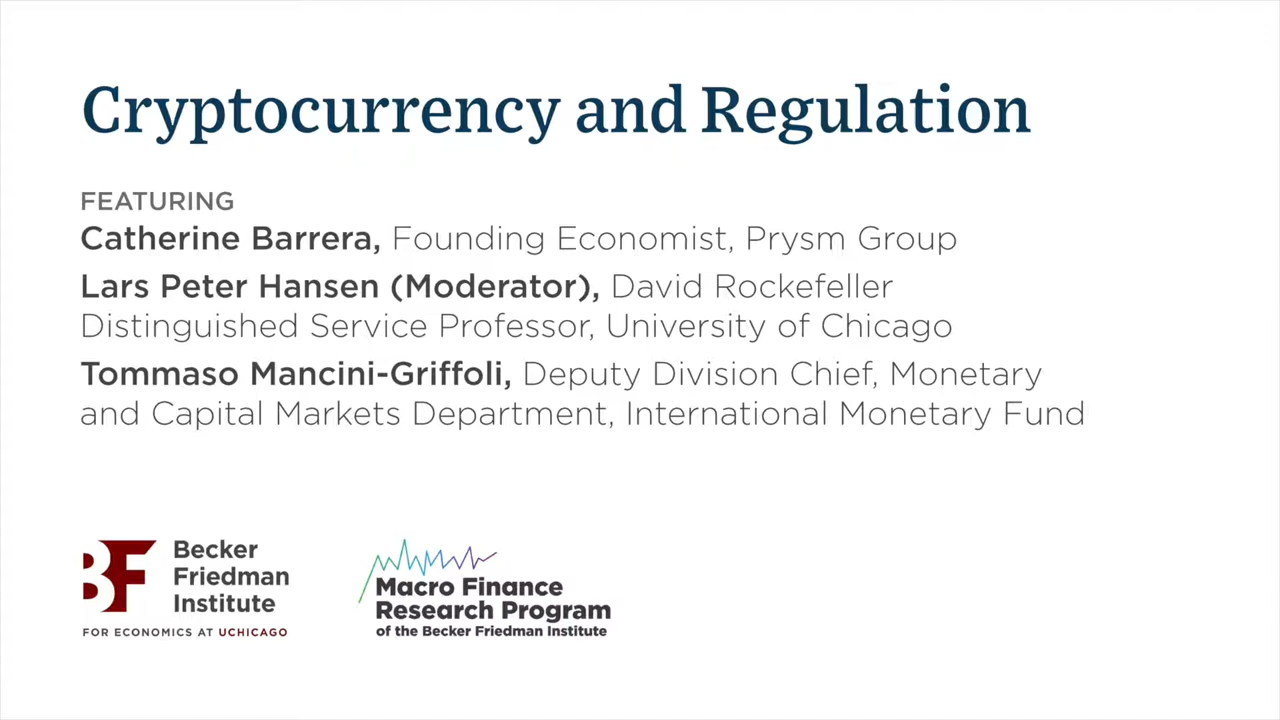 Cryptocurrency and Regulation
FEATURING
Catherine Barrera, Founding Economist, Prysm Group
Lars Peter Hansen (Moderator), David Rockefeller
Distinguished Service Professor, University of Chicago
Tommaso Mancini-Griffoli, Deputy Division Chief, Monetary
and Capital Markets Department, International Monetary Fund
BF
Becker
Friedman
Institute
FOR ECONOMICS AT UCHICAGO
Macro Finance
Research Program
of the Becker Friedman Institute